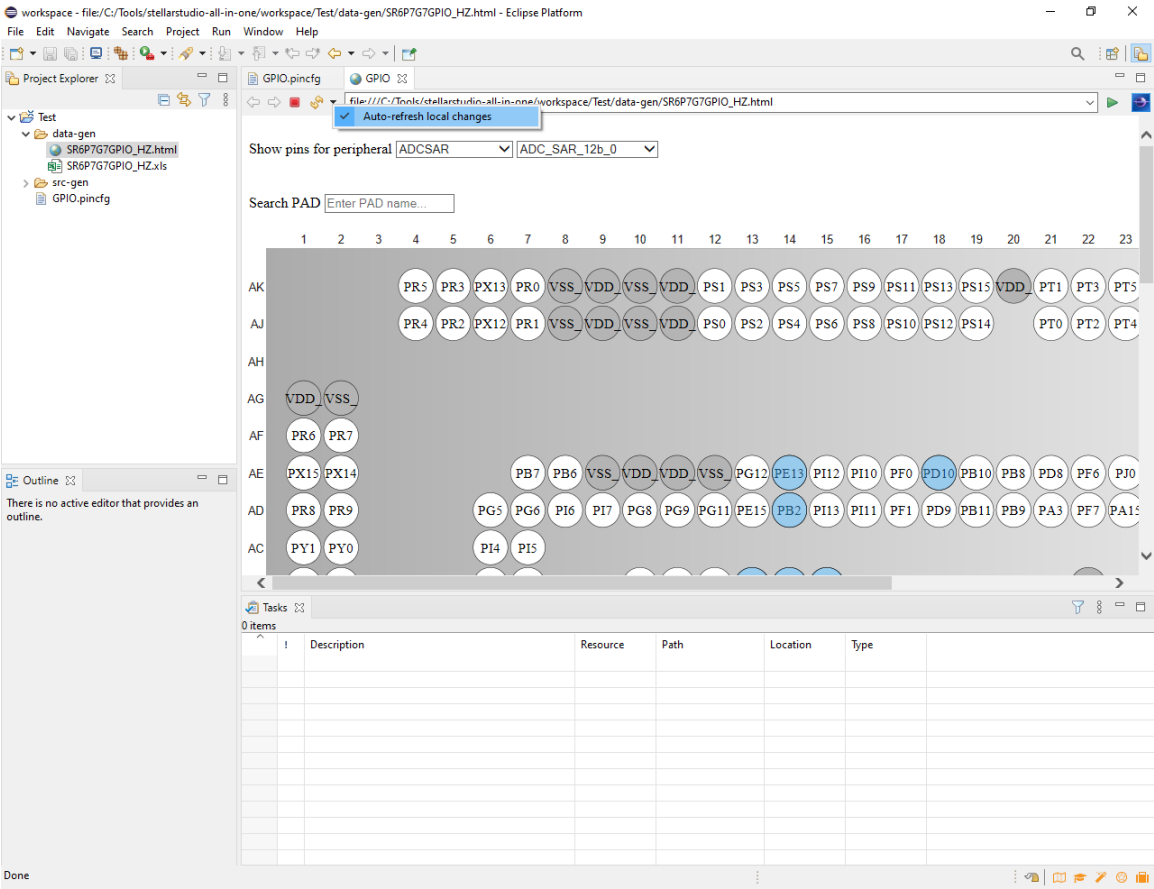 workspace - file:/C:/Tools/stellarstudio-all-in-one/workspace/Test/data-gen/SR6P7G7GPIO_HZ.html - Eclipse Platform
File Edit Navigate Search Project Run Window Help
Project Explorer
GPIO.pincfg GPIO
file:///C:/Tools/stellarstudio-all-in-one/workspace/Test/data-gen/SR6P7G7GPIO_HZ.html
Auto-refresh local changes
Test
data-gen
SR6P7G7GPIO_HZ.html
SR6P7G7GPIO_HZ.xls
src-gen
GPIO.pincfg
Show pins for peripheral ADCSAR ADC_SAR_12b_0
Search PAD Enter PAD name...
1 2 3 4 5 6 7 8 9 10 11 12 13 14 15 16 17 18 19 20 21 22 23
AK PR5 PR3 PX13 PR0 VSS_ VDD_ VSS_ VDD_ PS1 PS3 PS5 PS7 PS9 PS11 PS13 PS15 VDD_ PT1 PT3 PT5
AJ PR4 PR2 PX12 PR1 VSS_ VDD_ VSS_ VDD_ PS0 PS2 PS4 PS6 PS8 PS10 PS12 PS14 PT0 PT2 PT4
AH
AG VDD_ VSS_
AF PR6 PR7
AE PX15 PX14 PB7 PB6 VSS_ VDD_ VDD_ VSS_ PG12 PE13 PI12 PI10 PF0 PD10 PB10 PB8 PD8 PF6 PJ0
AD PR8 PR9 PG5 PG6 PI6 PI7 PG8 PG9 PG11 PE15 PB2 PI13 PI11 PF1 PD9 PB11 PB9 PA3 PF7 PA15
AC PY1 PY0 PI4 PI5
Outline
There is no active editor that provides an
outline.
Tasks
0 items
! Description Resource Path Location Type
Done